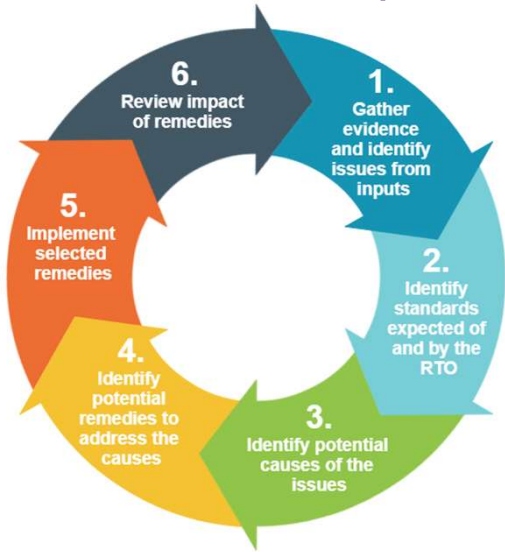 1.
Gather
evidence
and identify
issues from
inputs
2.
Identify
standards
expected of
and by the
RTO
3.
Identify potential
causes of the
issues
4.
Identify
potential
remedies to
address the
causes
5.
Implement
selected
remedies
6.
Review impact
of remedies